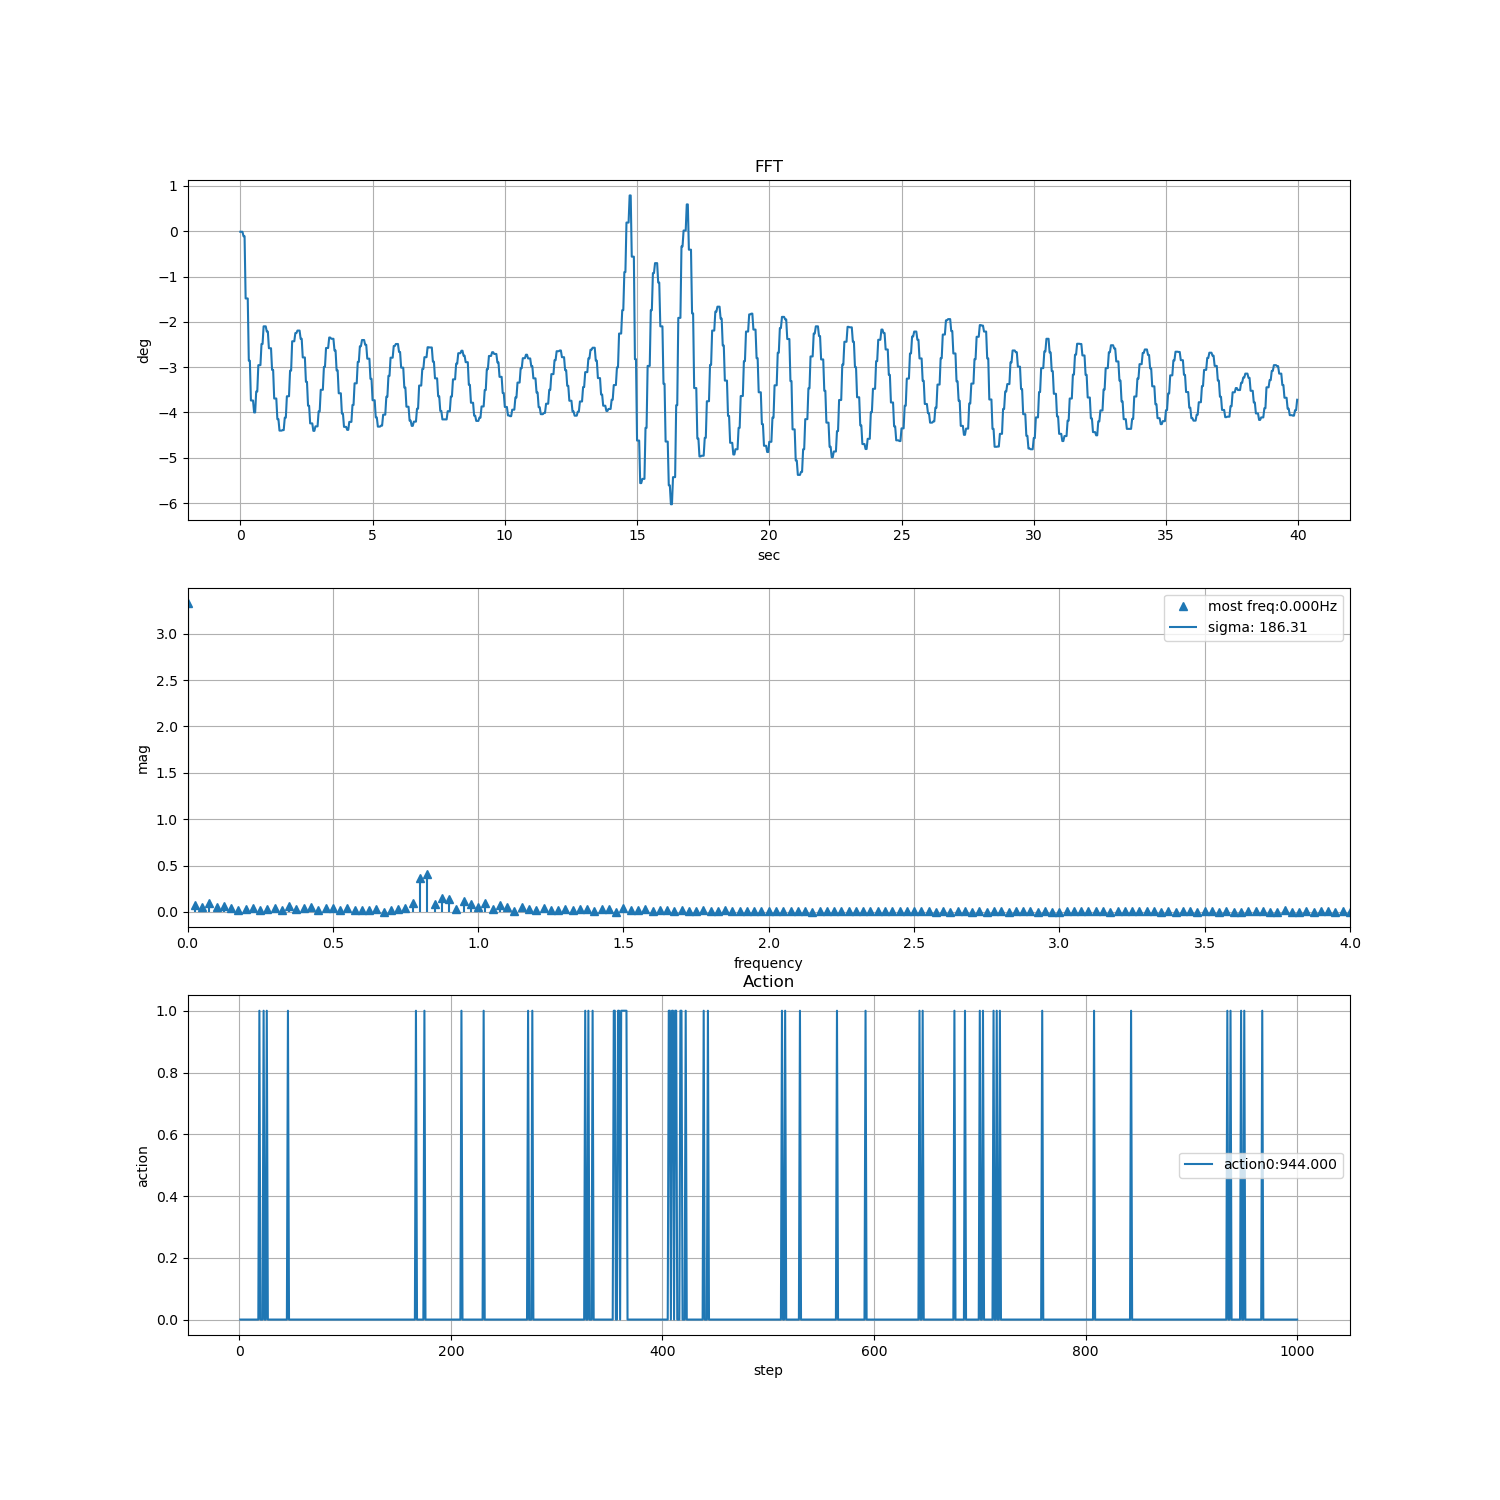 FFT
1
0
−1
−2
−3
−4
−5
−6
deg
0 5 10 15 20 25 30 35 40
sec
most freq:0.000Hz
sigma: 186.31
3.0
2.5
2.0
1.5
1.0
0.5
0.0
mag
0.0 0.5 1.0 1.5 2.0 2.5 3.0 3.5 4.0
frequency
Action
1.0
0.8
0.6
0.4
0.2
0.0
action
action0:944.000
0 200 400 600 800 1000
step